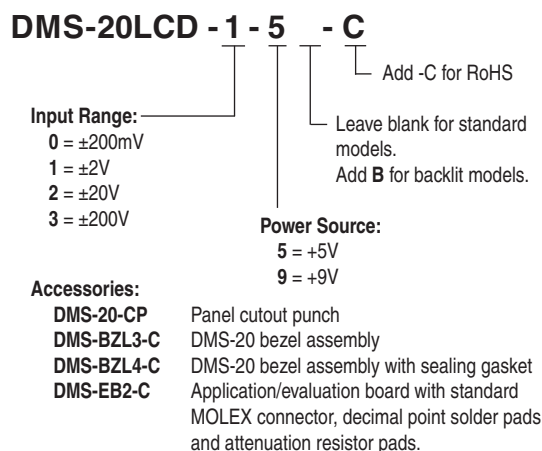 DMS-20LCD - 1 - 5 - C
Add -C for RoHS
Input Range:
0 = ±200mV
1 = ±2V
2 = ±20V
3 = ±200V
Leave blank for standard
models.
Add B for backlit models.
Power Source:
5 = +5V
9 = +9V
Accessories:
DMS-20-CP Panel cutout punch
DMS-BZL3-C DMS-20 bezel assembly
DMS-BZL4-C DMS-20 bezel assembly with sealing gasket
DMS-EB2-C Application/evaluation board with standard
MOLEX connector, decimal point solder pads
and attenuation resistor pads.